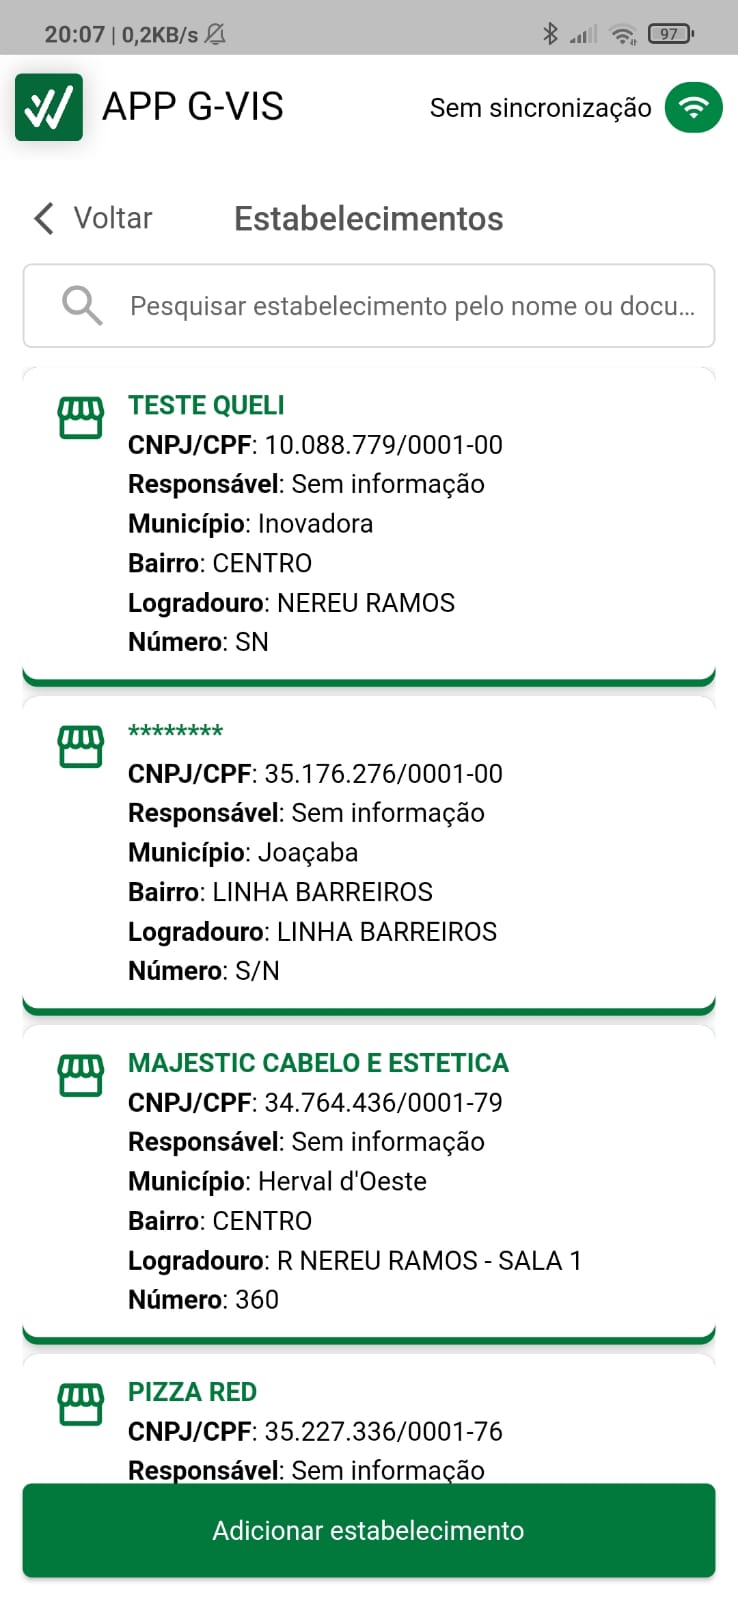 20:07 | 0,2KB/s
97
APP G-VIS
Sem sincronização
Voltar
Estabelecimentos
Pesquisar estabelecimento pelo nome ou docu...
TESTE QUELI
CNPJ/CPF: 10.088.779/0001-00
Responsável: Sem informação
Município: Inovadora
Bairro: CENTRO
Logradouro: NEREU RAMOS
Número: SN
********
CNPJ/CPF: 35.176.276/0001-00
Responsável: Sem informação
Município: Joaçaba
Bairro: LINHA BARREIROS
Logradouro: LINHA BARREIROS
Número: S/N
MAJESTIC CABELO E ESTETICA
CNPJ/CPF: 34.764.436/0001-79
Responsável: Sem informação
Município: Herval d'Oeste
Bairro: CENTRO
Logradouro: R NEREU RAMOS - SALA 1
Número: 360
PIZZA RED
CNPJ/CPF: 35.227.336/0001-76
Responsável: Sem informação
Adicionar estabelecimento